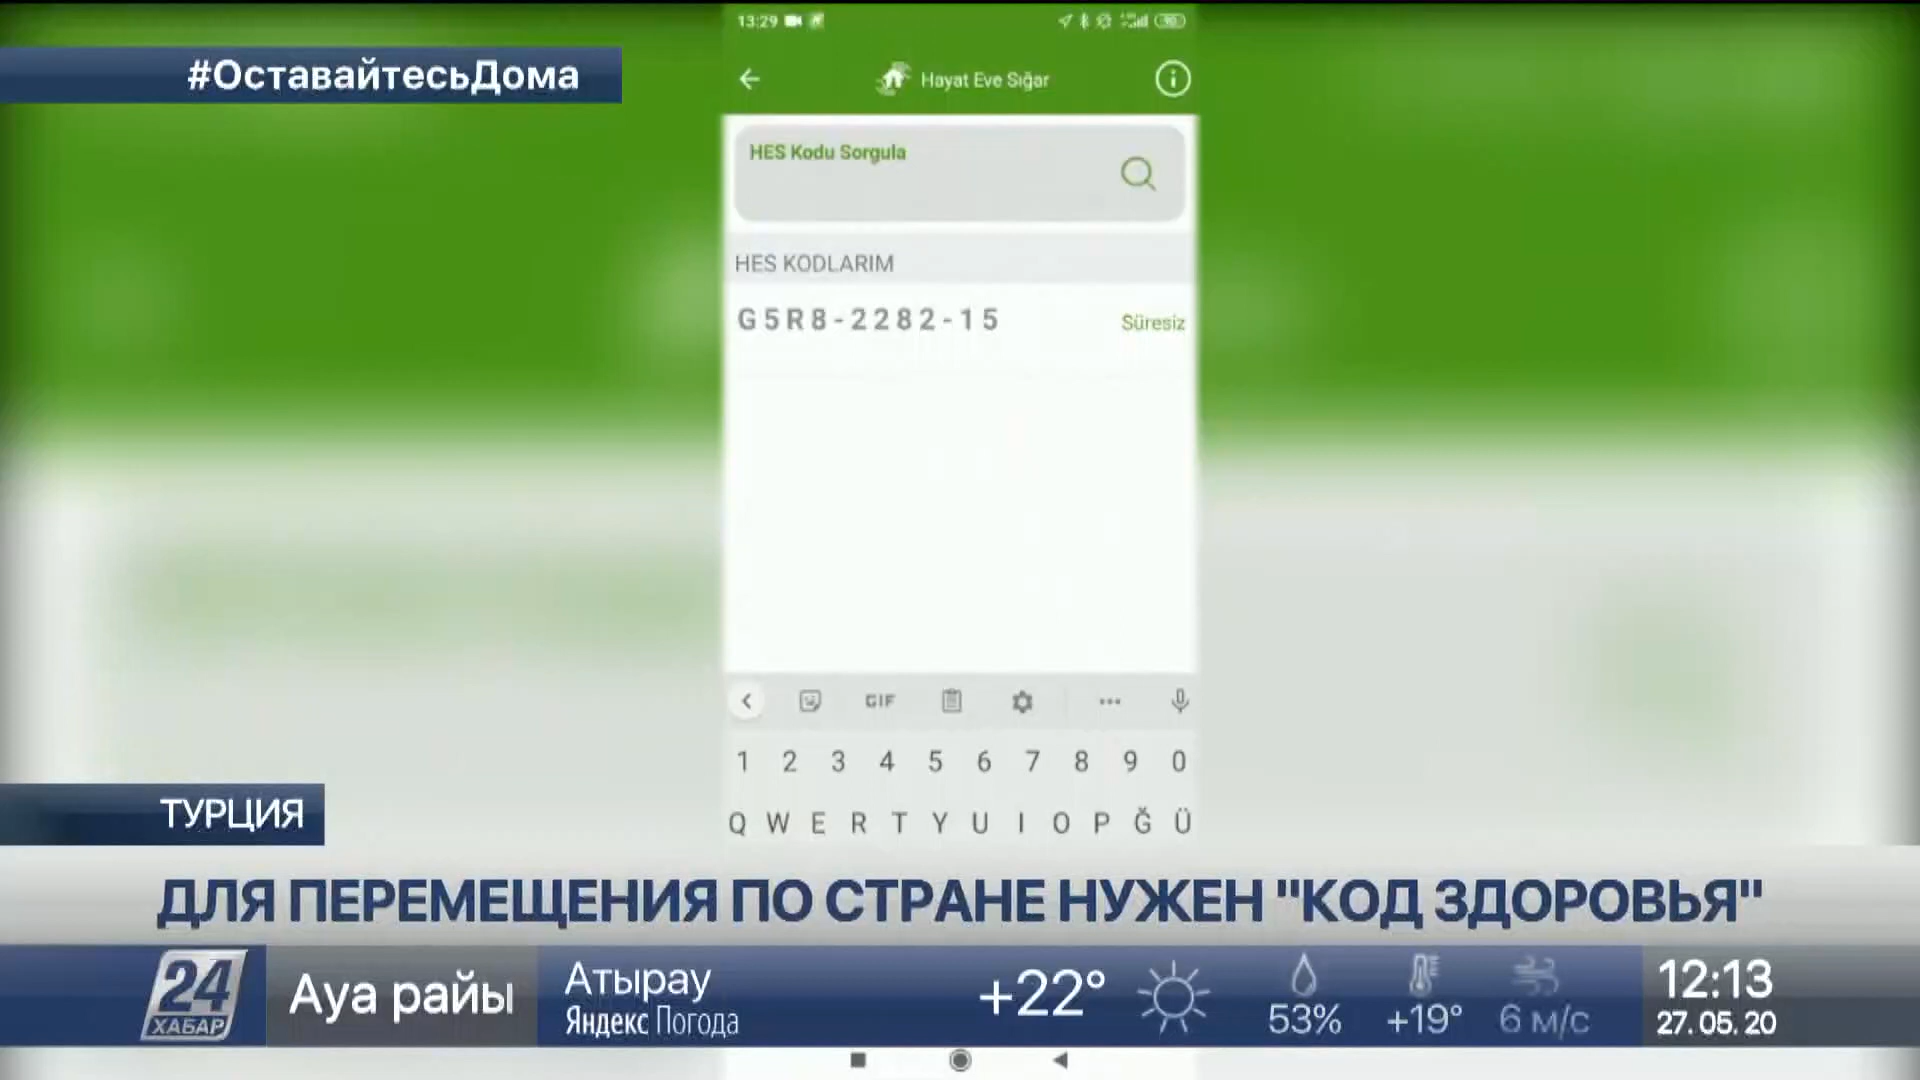 13:29
#ОставайтесьДома
Hayat Eve Sığar
HES Kodu Sorgula
HES KODLARIM
G5R8-2282-15
Süresiz
GIF
1 2 3 4 5 6 7 8 9 0
Q W E R T Y U I O P Ğ Ü
ТУРЦИЯ
ДЛЯ ПЕРЕМЕЩЕНИЯ ПО СТРАНЕ НУЖЕН "КОД ЗДОРОВЬЯ"
24
ХАБАР
Ауа райы
Атырау
Яндекс Погода
+22°
53%
+19°
6 м/с
12:13
27.05.20